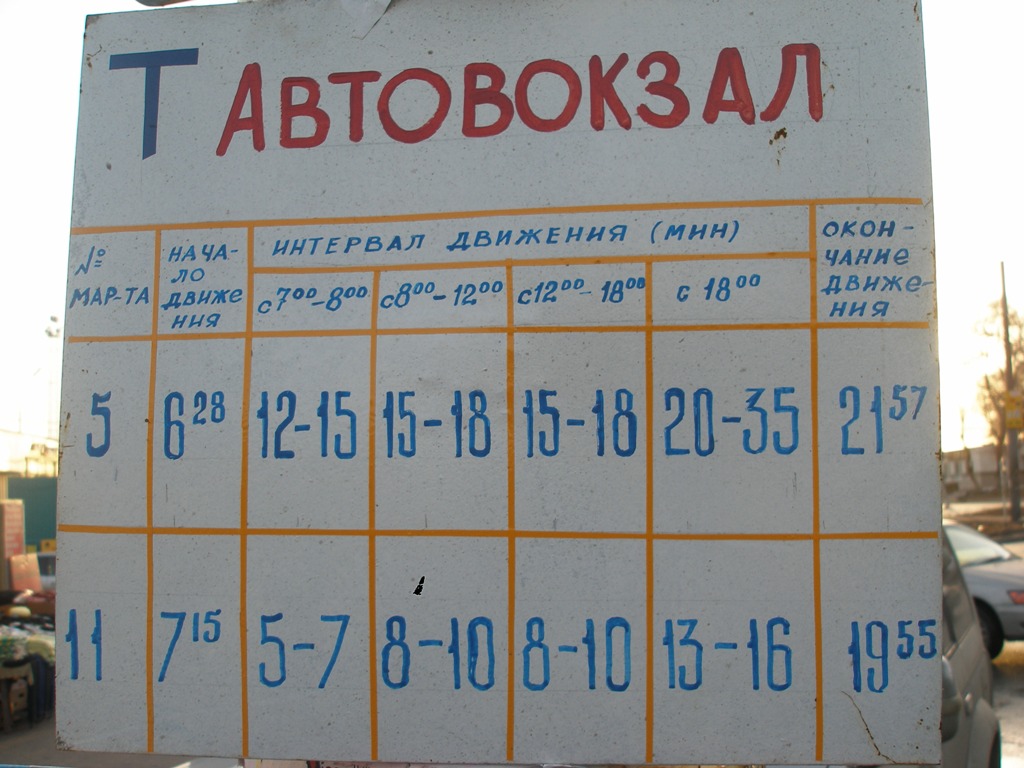 Т АВТОВОКЗАЛ
№ МАР-ТА
НАЧА-
ЛО
ДВИЖЕ
НИЯ
ИНТЕРВАЛ ДВИЖЕНИЯ (МИН)
с 7⁰⁰-8⁰⁰ с8⁰⁰-12⁰⁰ с12⁰⁰-18⁰⁰ с 18⁰⁰
ОКОН-
ЧАНИЕ
ДВИЖЕ-
НИЯ
5 6²⁸ 12-15 15-18 15-18 20-35 21⁵⁷
11 7¹⁵ 5-7 8-10 8-10 13-16 19⁵⁵